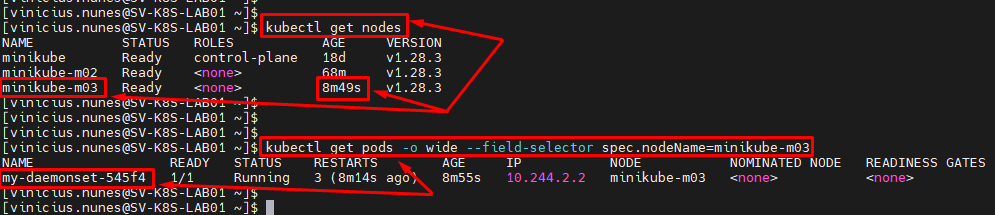 [vinicius.nunes@SV-K8S-LAB01 ~]$
[vinicius.nunes@SV-K8S-LAB01 ~]$ kubectl get nodes
NAME STATUS ROLES AGE VERSION
minikube Ready control-plane 18d v1.28.3
minikube-m02 Ready <none> 68m v1.28.3
minikube-m03 Ready <none> 8m49s v1.28.3
[vinicius.nunes@SV-K8S-LAB01 ~]$
[vinicius.nunes@SV-K8S-LAB01 ~]$
[vinicius.nunes@SV-K8S-LAB01 ~]$ kubectl get pods -o wide --field-selector spec.nodeName=minikube-m03
NAME READY STATUS RESTARTS AGE IP NODE NOMINATED NODE READINESS GATES
my-daemonset-545f4 1/1 Running 3 (8m14s ago) 8m55s 10.244.2.2 minikube-m03 <none> <none>
[vinicius.nunes@SV-K8S-LAB01 ~]$
[vinicius.nunes@SV-K8S-LAB01 ~]$